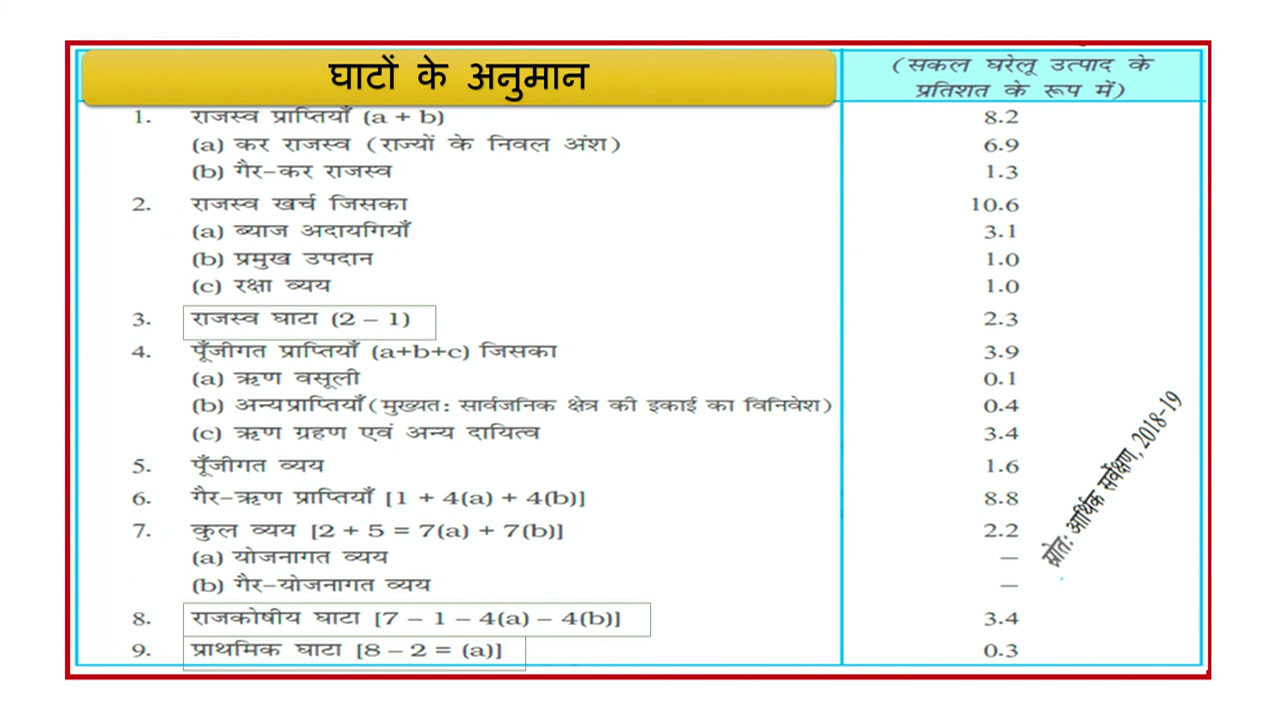 घाटों के अनुमान
(सकल घरेलू उत्पाद के
प्रतिशत के रूप में)
1. राजस्व प्राप्तियाँ (a + b) 8.2
(a) कर राजस्व (राज्यों के निवल अंश) 6.9
(b) गैर-कर राजस्व 1.3
2. राजस्व खर्च जिसका 10.6
(a) ब्याज अदायगियाँ 3.1
(b) प्रमुख उपदान 1.0
(c) रक्षा व्यय 1.0
3. राजस्व घाटा (2 – 1) 2.3
4. पूँजीगत प्राप्तियाँ (a+b+c) जिसका 3.9
(a) ऋण वसूली 0.1
(b) अन्यप्राप्तियाँ (मुख्यत: सार्वजनिक क्षेत्र की इकाई का विनिवेश) 0.4
(c) ऋण ग्रहण एवं अन्य दायित्व 3.4
5. पूँजीगत व्यय 1.6
6. गैर-ऋण प्राप्तियाँ [1 + 4(a) + 4(b)] 8.8
7. कुल व्यय [2 + 5 = 7(a) + 7(b)] 2.2
(a) योजनागत व्यय –
(b) गैर-योजनागत व्यय –
8. राजकोषीय घाटा [7 – 1 – 4(a) – 4(b)] 3.4
9. प्राथमिक घाटा [8 – 2 = (a)] 0.3
स्रोत: आर्थिक सर्वेक्षण, 2018-19